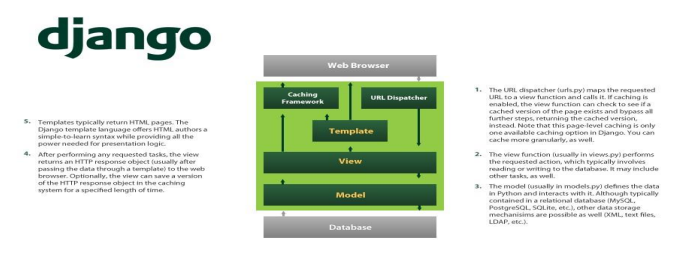 django
Web Browser
Caching
Framework
URL Dispatcher
Template
View
Model
Database
1. The URL dispatcher (urls.py) maps the requested
URL to a view function and calls it. If caching is
enabled, the view function can check to see if a
cached version of the page exists and bypass all
further steps, returning the cached version,
instead. Note that this page-level caching is only
one available caching option in Django. You can
cache more granularly, as well.
2. The view function (usually in views.py) performs
the requested action, which typically involves
reading or writing to the database. It may include
other tasks, as well.
3. The model (usually in models.py) defines the data
in Python and interacts with it. Although typically
contained in a relational database (MySQL,
PostgreSQL, SQLite, etc.), other data storage
mechanisims are possible as well (XML, text files,
LDAP, etc.).
4. After performing any requested tasks, the view
returns an HTTP response object (usually after
passing the data through a template) to the web
browser. Optionally, the view can save a version
of the HTTP response object in the caching
system for a specified length of time.
5. Templates typically return HTML pages. The
Django template language offers HTML authors a
simple-to-learn syntax while providing all the
power needed for presentation logic.